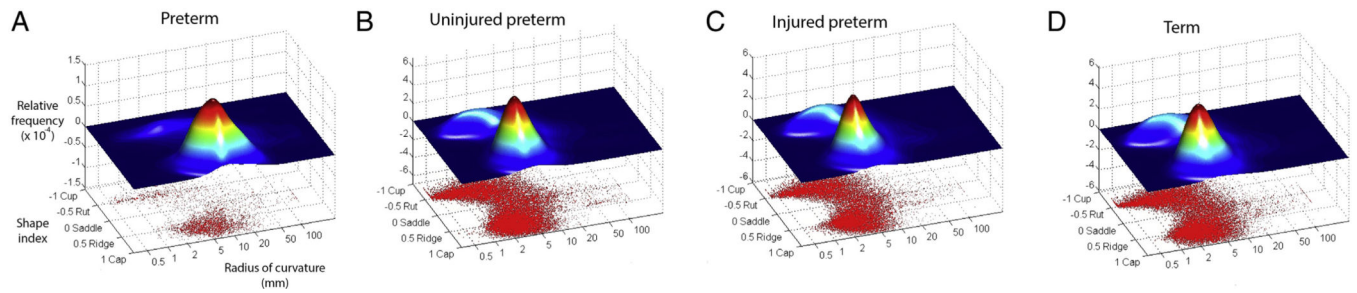 A
Preterm
1.5
1
0.5
0
-0.5
-1
-1.5
Relative
frequency
(x 10⁻⁴)
-1 Cup
-0.5 Rut
0 Saddle
0.5 Ridge
1 Cap
Shape
index
0.5
1
2
5
10
20
50
100
Radius of curvature
(mm)
B
Uninjured preterm
6
4
2
0
-2
-4
-6
-1 Cup
-0.5 Rut
0 Saddle
0.5 Ridge
1 Cap
0.5
1
2
5
10
20
50
100
C
Injured preterm
6
4
2
0
-2
-4
-6
-1 Cup
-0.5 Rut
0 Saddle
0.5 Ridge
1 Cap
0.5
1
2
5
10
20
50
100
D
Term
6
4
2
0
-2
-4
-6
-1 Cup
-0.5 Rut
0 Saddle
0.5 Ridge
1 Cap
0.5
1
2
5
10
20
50
100